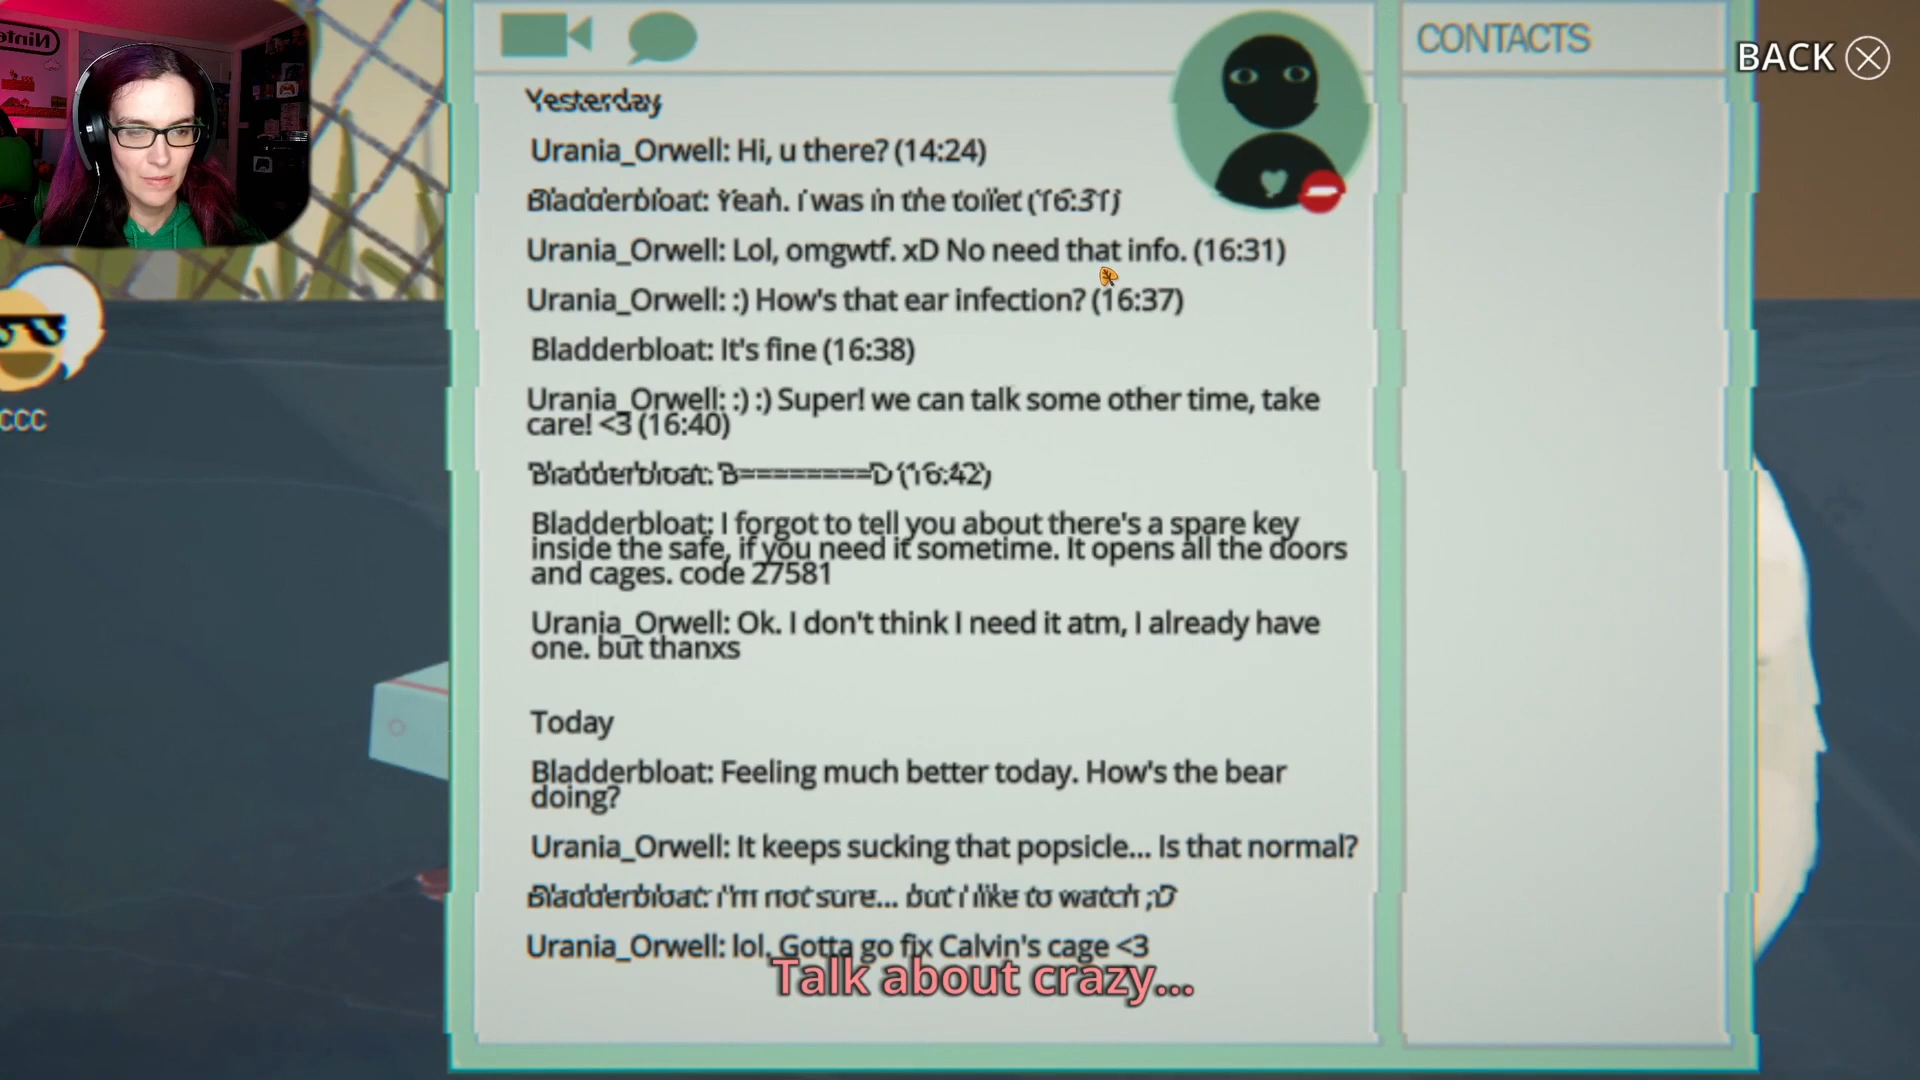 Ninte
CONTACTS
BACK
Yesterday
Urania_Orwell: Hi, u there? (14:24)
Bladderbloat: Yeah. I was in the toilet (16:31)
Urania_Orwell: Lol, omgwtf. xD No need that info. (16:31)
Urania_Orwell: :) How's that ear infection? (16:37)
Bladderbloat: It's fine (16:38)
Urania_Orwell: :) :) Super! we can talk some other time, take
care! <3 (16:40)
Bladderbloat: B========D (16:42)
Bladderbloat: I forgot to tell you about there's a spare key
inside the safe, if you need it sometime. It opens all the doors
and cages. code 27581
Urania_Orwell: Ok. I don't think I need it atm, I already have
one. but thanxs
Today
Bladderbloat: Feeling much better today. How's the bear
doing?
Urania_Orwell: It keeps sucking that popsicle... Is that normal?
Bladderbloat: I'm not sure... but I like to watch ;D
Urania_Orwell: lol. Gotta go fix Calvin's cage <3
Talk about crazy...
CCC